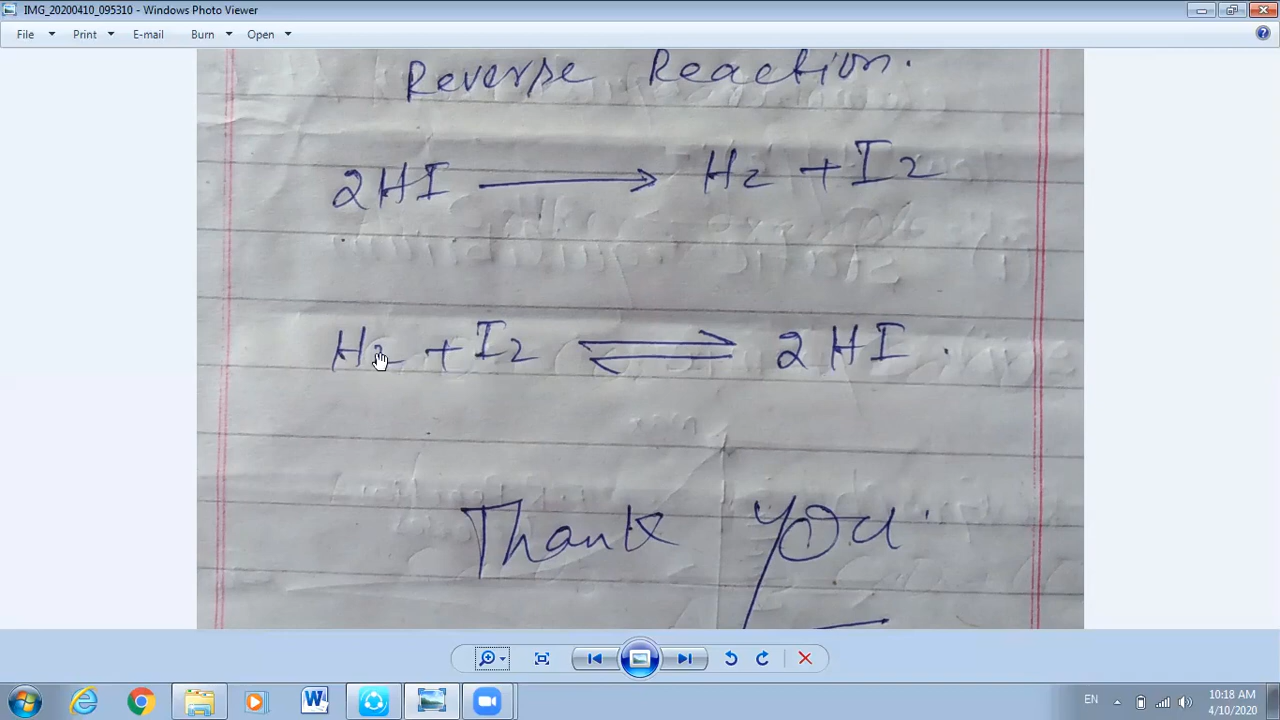 IMG_20200410_095310 - Windows Photo Viewer
File Print E-mail Burn Open
Reverse Reaction.
2HI ⟶ H2 + I2
H2 + I2 ⇌ 2HI.
Thank you.
EN
10:18 AM
4/10/2020